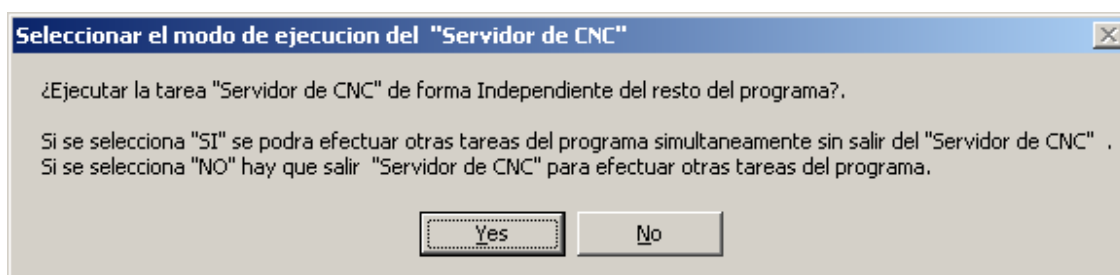 Seleccionar el modo de ejecucion del "Servidor de CNC"
¿Ejecutar la tarea "Servidor de CNC" de forma Independiente del resto del programa?.
Si se selecciona "SI" se podra efectuar otras tareas del programa simultaneamente sin salir del "Servidor de CNC" .
Si se selecciona "NO" hay que salir "Servidor de CNC" para efectuar otras tareas del programa.
Yes
No